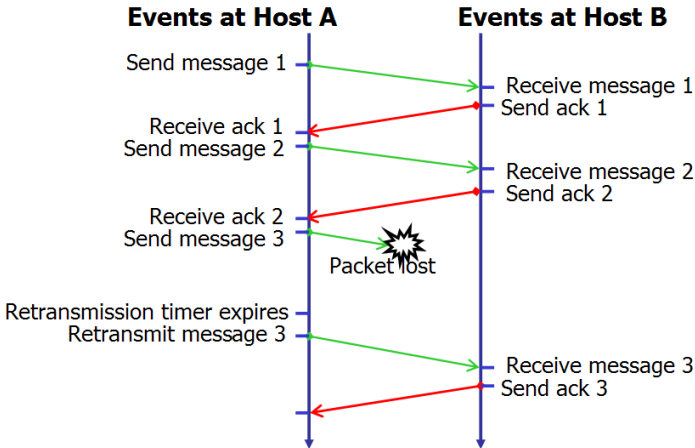 Events at Host A
Events at Host B
Send message 1
Receive message 1
Send ack 1
Receive ack 1
Send message 2
Receive message 2
Send ack 2
Receive ack 2
Send message 3
Packet lost
Retransmission timer expires
Retransmit message 3
Receive message 3
Send ack 3